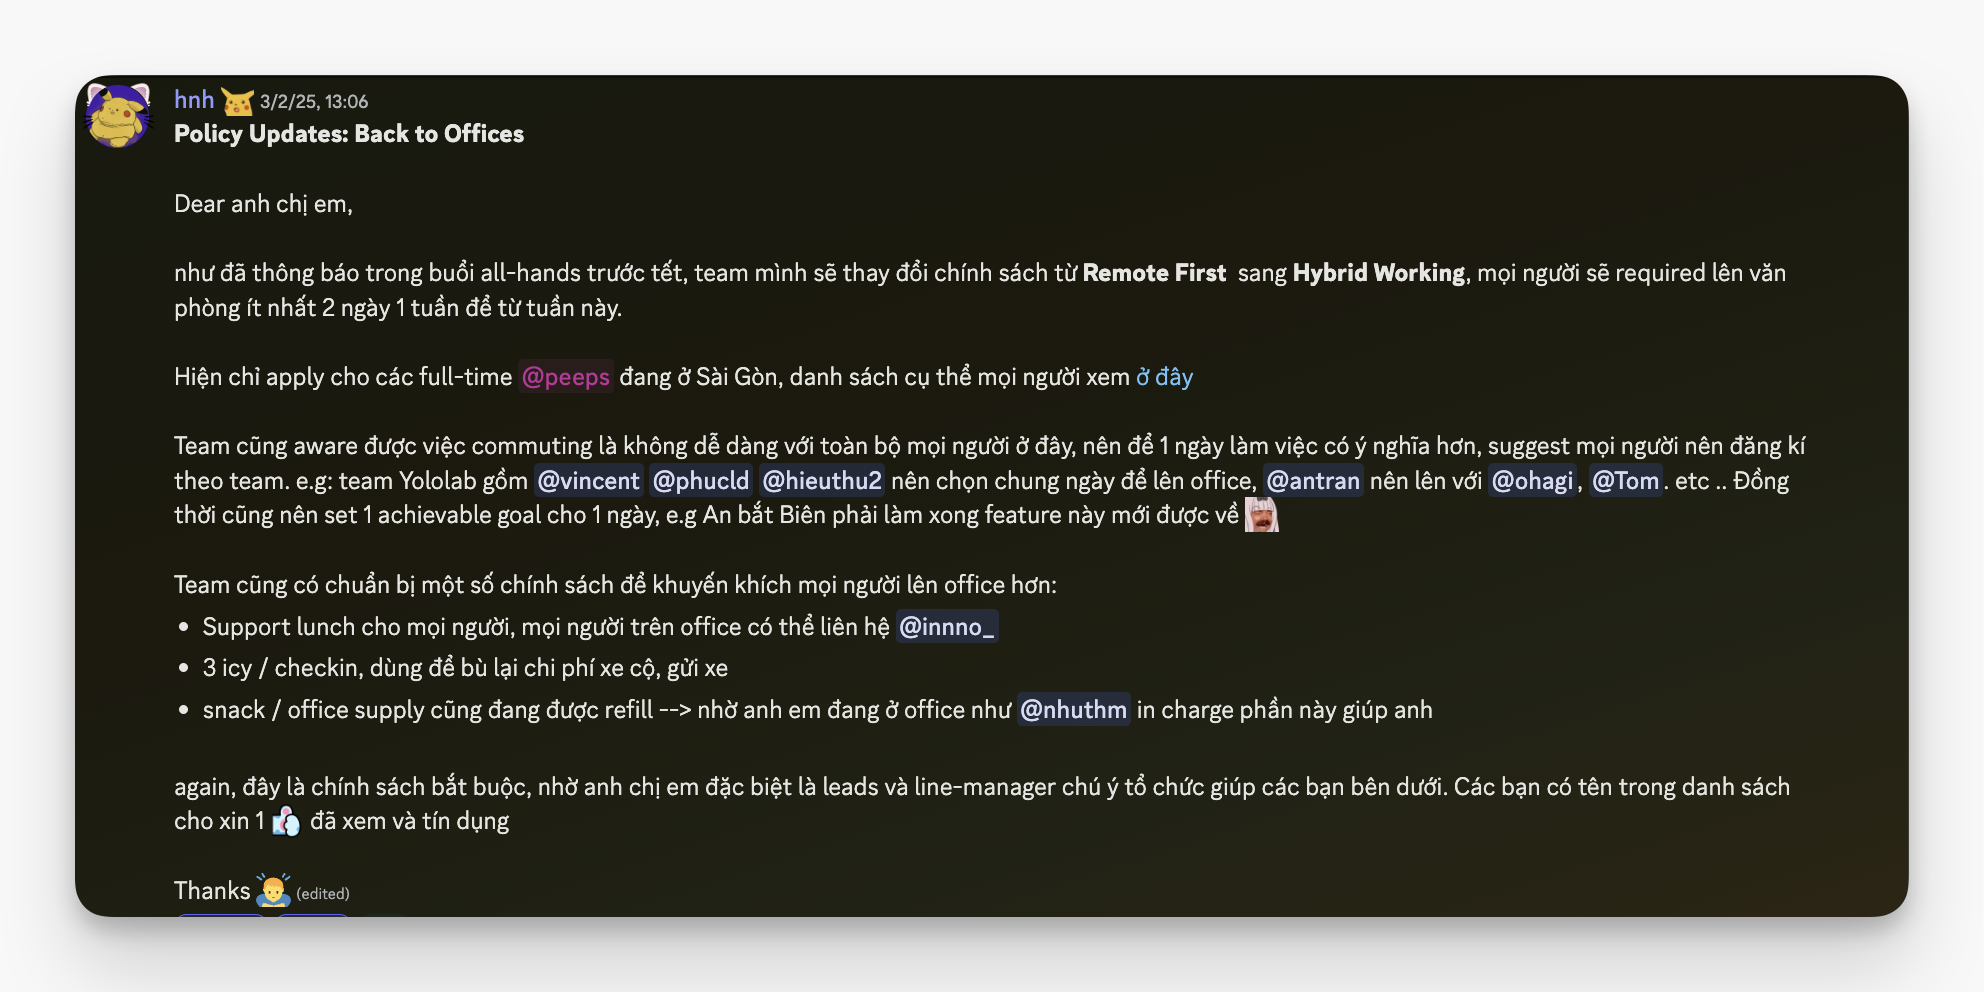 hnh 3/2/25, 13:06
Policy Updates: Back to Offices
Dear anh chị em,
như đã thông báo trong buổi all-hands trước tết, team mình sẽ thay đổi chính sách từ Remote First sang Hybrid Working, mọi người sẽ required lên văn
phòng ít nhất 2 ngày 1 tuần để từ tuần này.
Hiện chỉ apply cho các full-time @peeps đang ở Sài Gòn, danh sách cụ thể mọi người xem ở đây
Team cũng aware được việc commuting là không dễ dàng với toàn bộ mọi người ở đây, nên để 1 ngày làm việc có ý nghĩa hơn, suggest mọi người nên đăng kí
theo team. e.g: team Yololab gồm @vincent @phucld @hieuthu2 nên chọn chung ngày để lên office, @antran nên lên với @ohagi, @Tom. etc .. Đồng
thời cũng nên set 1 achievable goal cho 1 ngày, e.g An bắt Biên phải làm xong feature này mới được về
Team cũng có chuẩn bị một số chính sách để khuyến khích mọi người lên office hơn:
• Support lunch cho mọi người, mọi người trên office có thể liên hệ @innno_
• 3 icy / checkin, dùng để bù lại chi phí xe cộ, gửi xe
• snack / office supply cũng đang được refill --> nhờ anh em đang ở office như @nhuthm in charge phần này giúp anh
again, đây là chính sách bắt buộc, nhờ anh chị em đặc biệt là leads và line-manager chú ý tổ chức giúp các bạn bên dưới. Các bạn có tên trong danh sách
cho xin 1 đã xem và tín dụng
Thanks (edited)